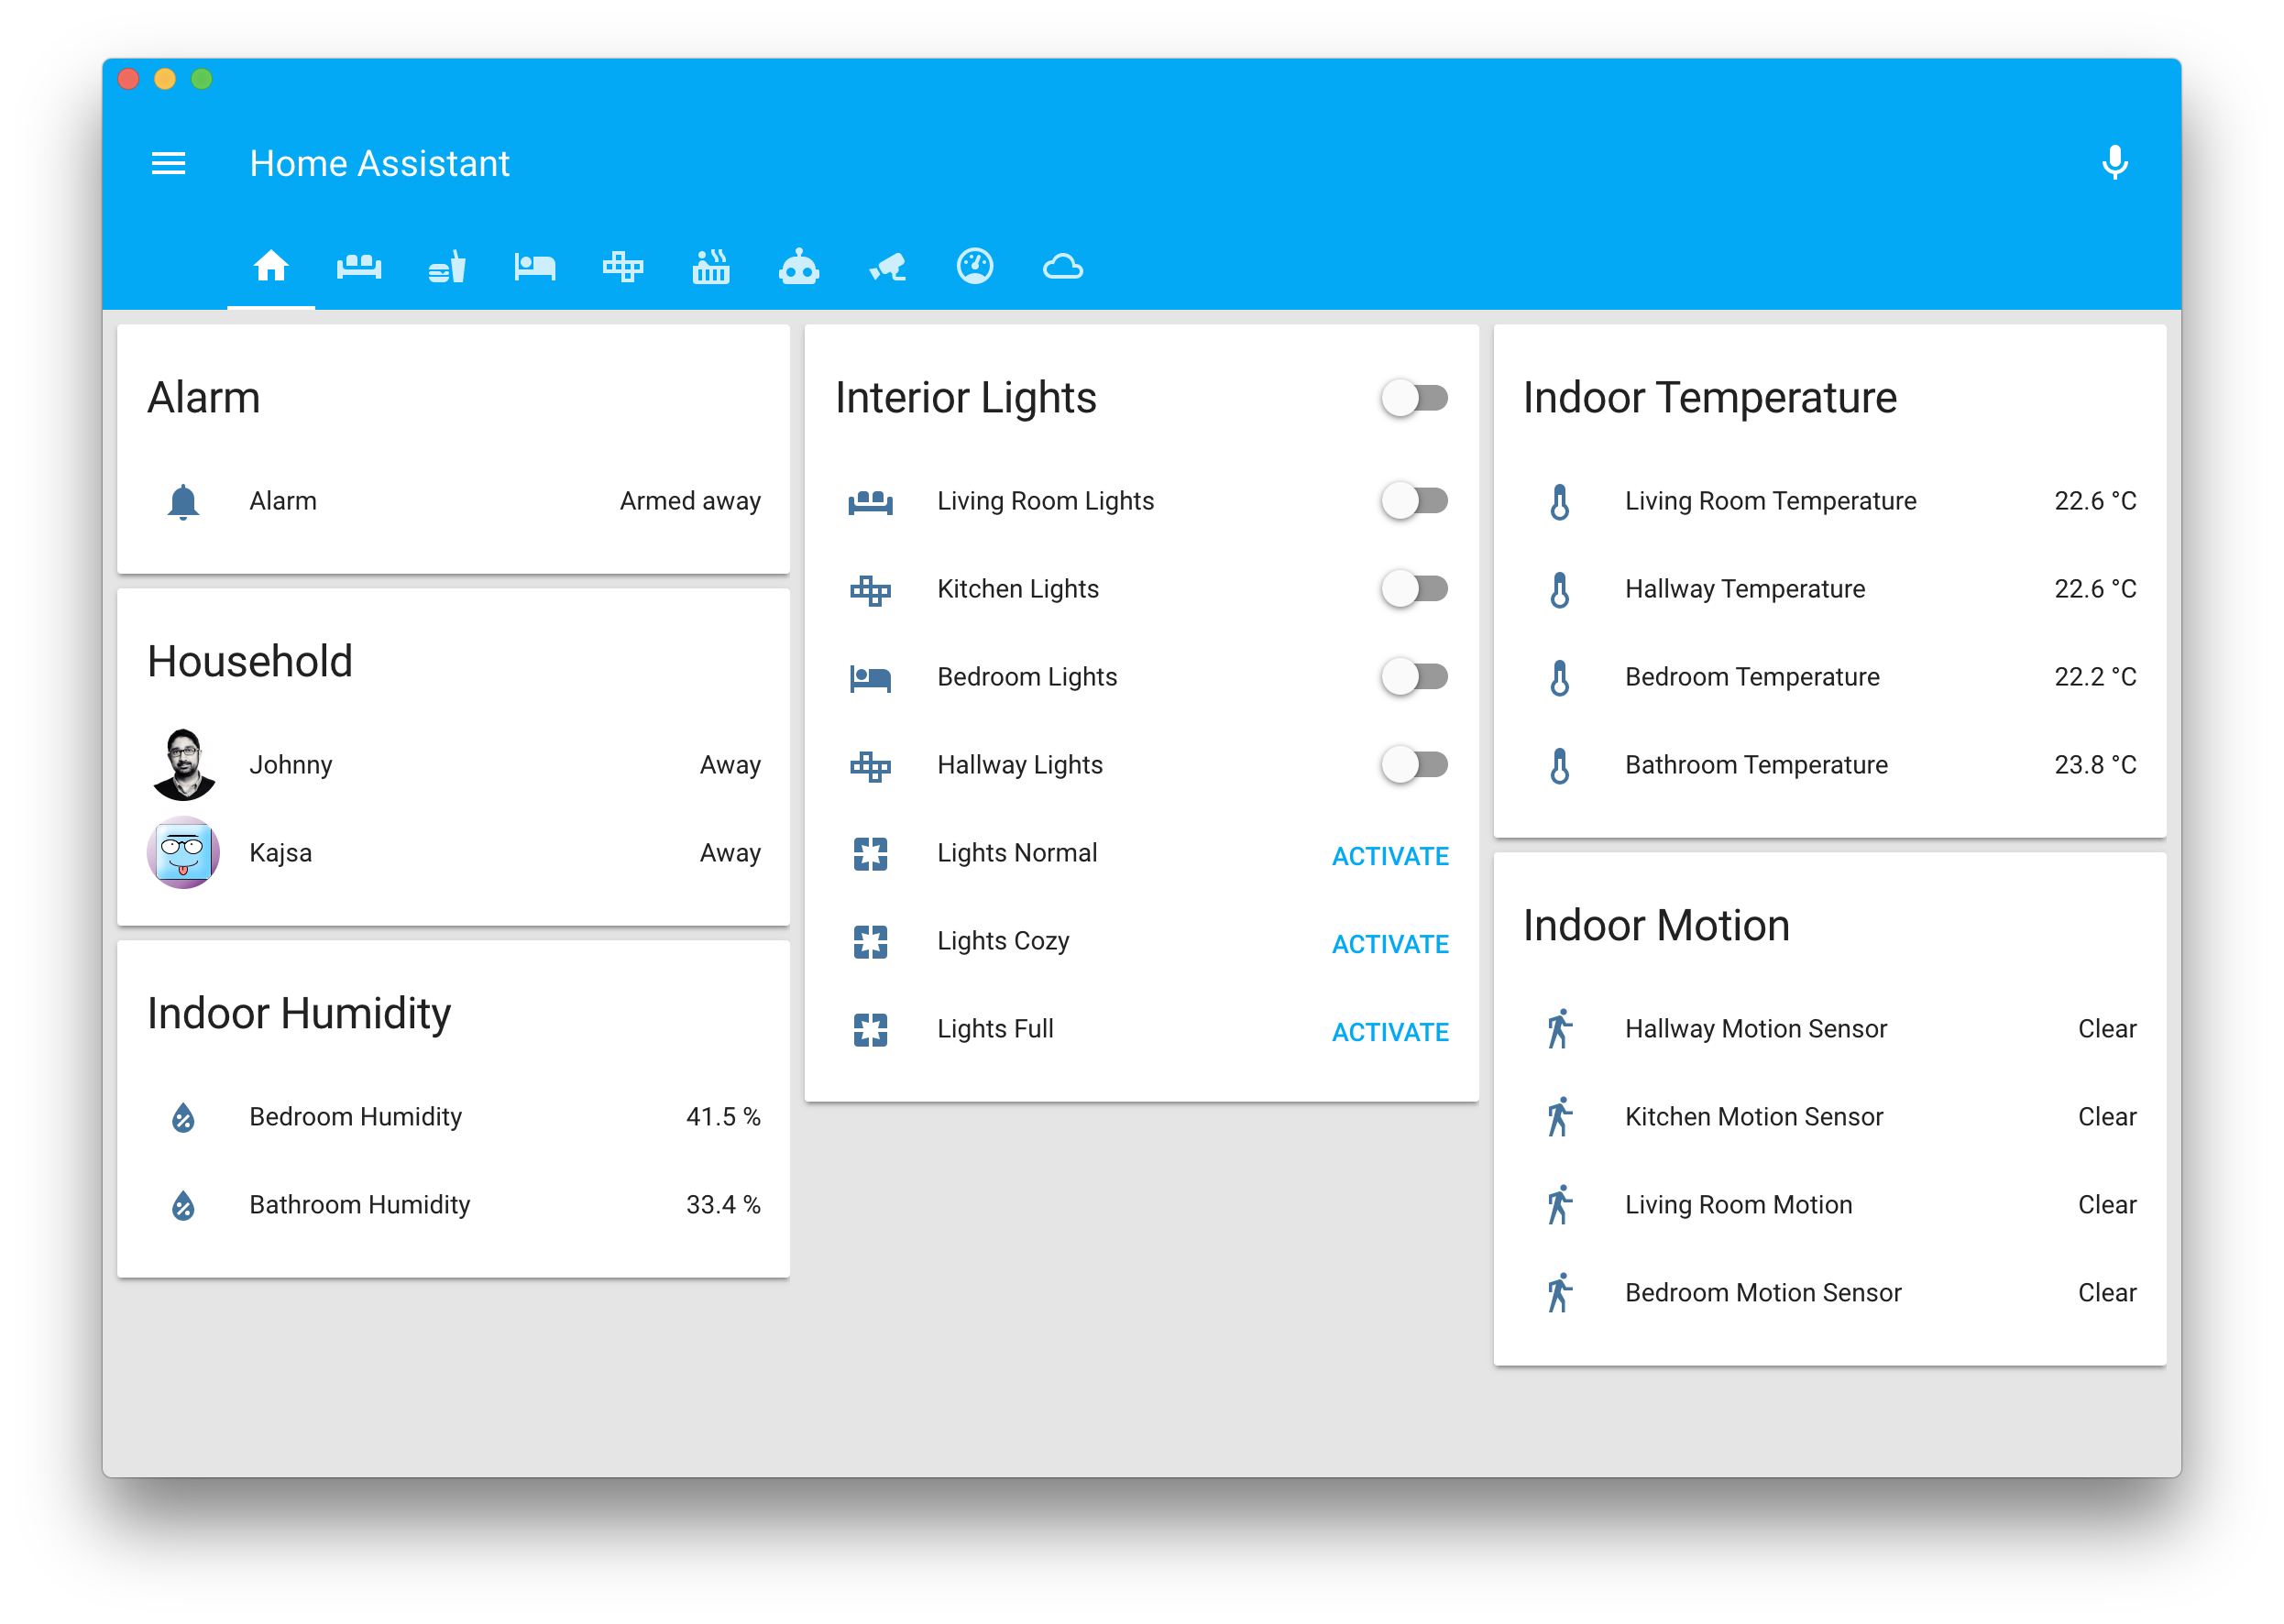 Home Assistant
Alarm
Alarm Armed away
Household
Johnny Away
Kajsa Away
Indoor Humidity
Bedroom Humidity 41.5 %
Bathroom Humidity 33.4 %
Interior Lights
Living Room Lights
Kitchen Lights
Bedroom Lights
Hallway Lights
Lights Normal ACTIVATE
Lights Cozy ACTIVATE
Lights Full ACTIVATE
Indoor Temperature
Living Room Temperature 22.6 °C
Hallway Temperature 22.6 °C
Bedroom Temperature 22.2 °C
Bathroom Temperature 23.8 °C
Indoor Motion
Hallway Motion Sensor Clear
Kitchen Motion Sensor Clear
Living Room Motion Clear
Bedroom Motion Sensor Clear